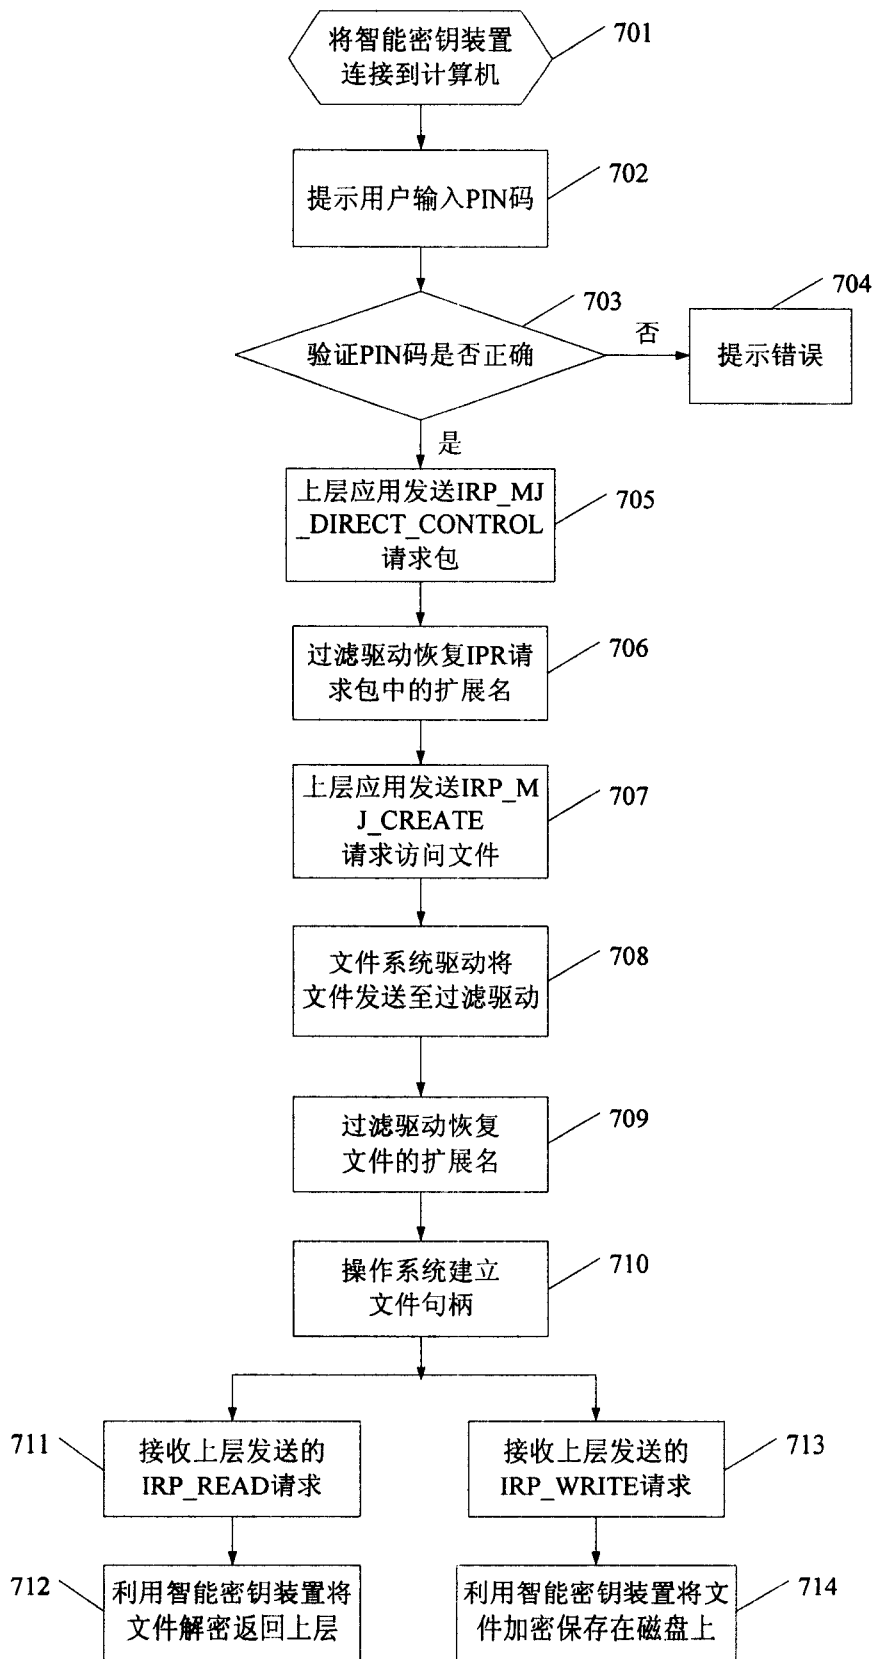 将智能密钥装置
连接到计算机
701
提示用户输入PIN码
702
验证PIN码是否正确
703
否
提示错误
704
是
上层应用发送IRP_MJ
_DIRECT_CONTROL
请求包
705
过滤驱动恢复IPR请
求包中的扩展名
706
上层应用发送IRP_M
J_CREATE
请求访问文件
707
文件系统驱动将
文件发送至过滤驱动
708
过滤驱动恢复
文件的扩展名
709
操作系统建立
文件句柄
710
711
接收上层发送的
IRP_READ请求
接收上层发送的
IRP_WRITE请求
713
712
利用智能密钥装置将
文件解密返回上层
利用智能密钥装置将文
件加密保存在磁盘上
714